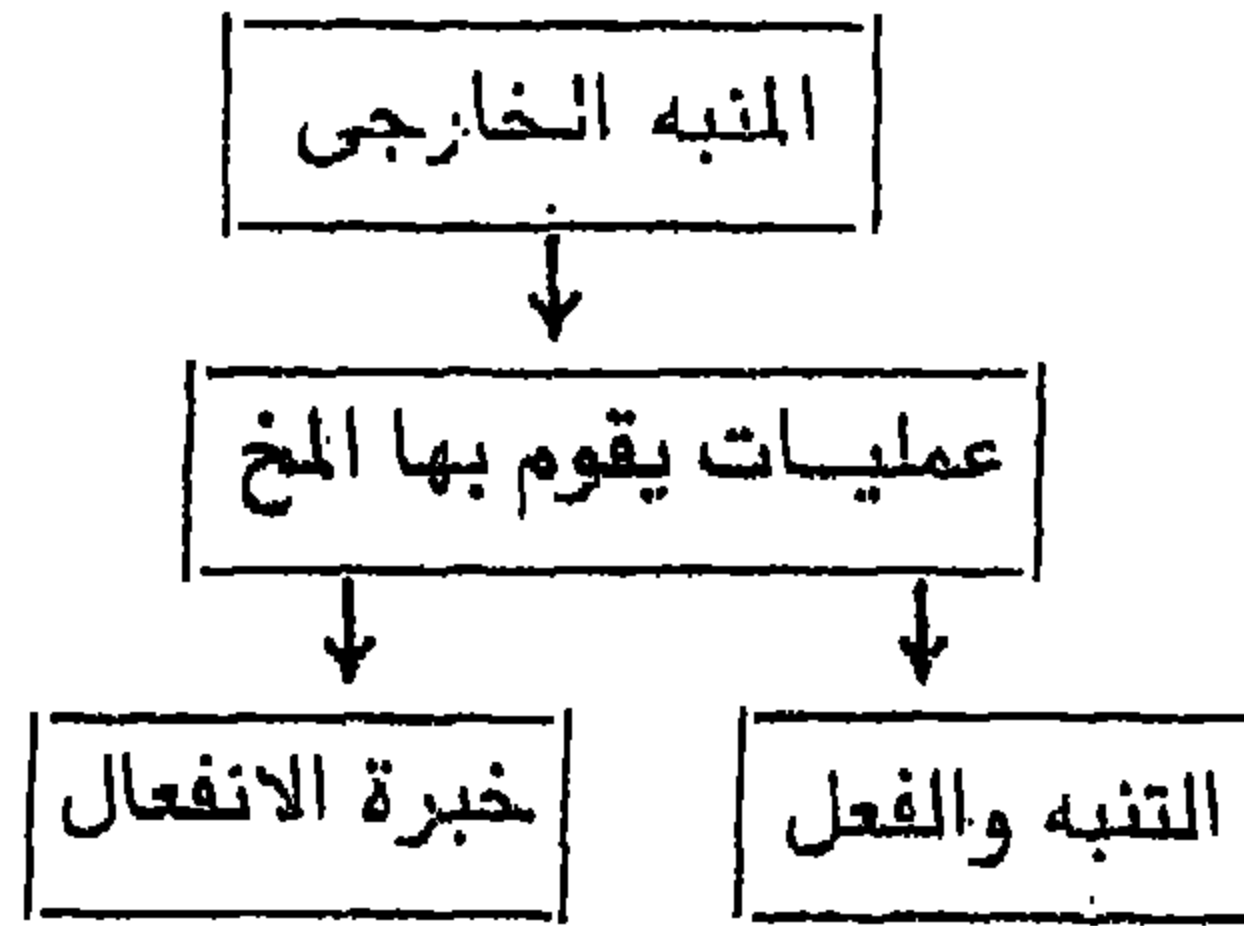 المنبه الخارجى
عمليات يقوم بها المخ
التنبه والفعل
خبرة الانفعال